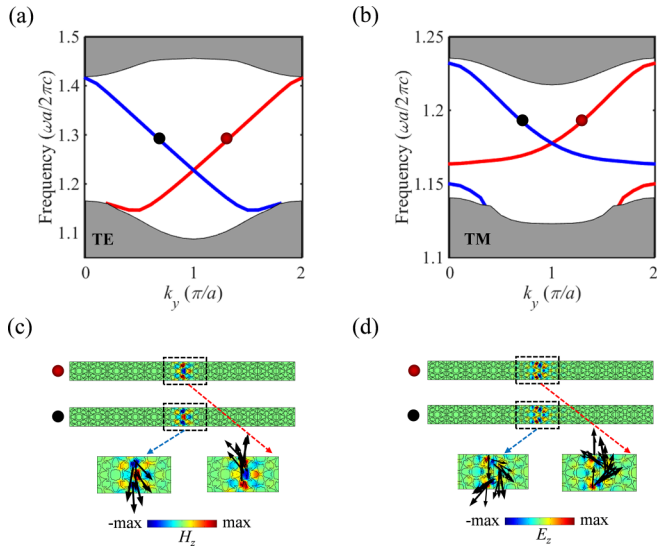 (a)
(b)
1.5
1.4
1.3
1.2
1.1
Frequency (ωa/2πc)
TE
0
1
2
k_y (π/a)
1.25
1.2
1.15
1.1
Frequency (ωa/2πc)
TM
0
1
2
k_y (π/a)
(c)
(d)
-max
max
H_z
-max
max
E_z